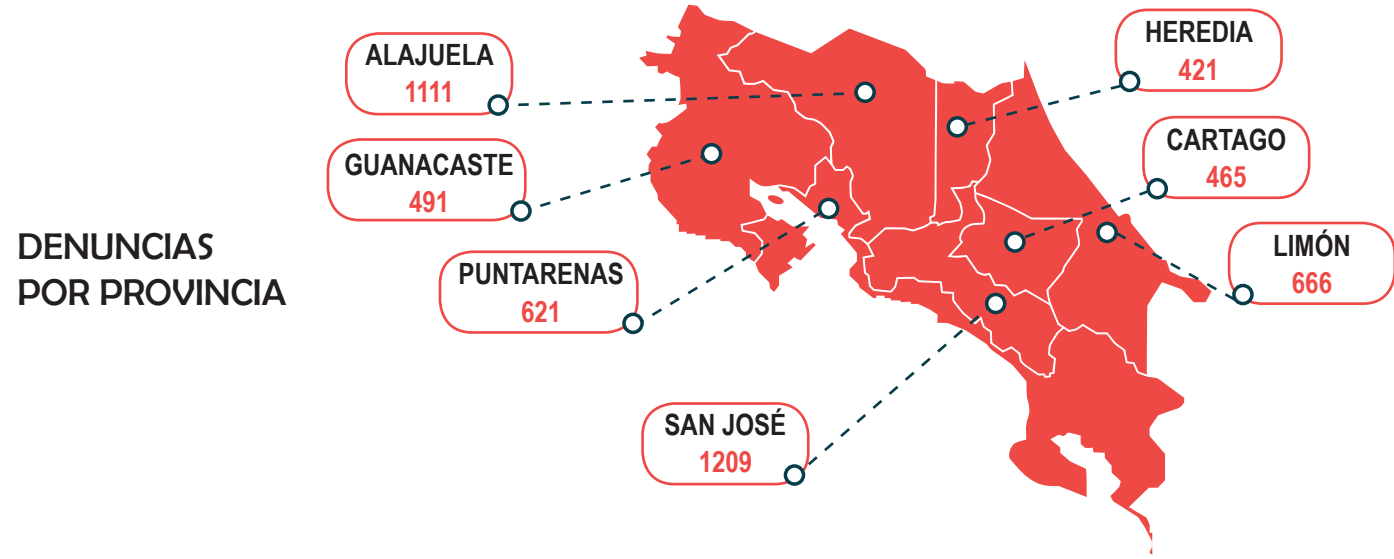 DENUNCIAS
POR PROVINCIA
ALAJUELA
1111
GUANACASTE
491
PUNTARENAS
621
SAN JOSÉ
1209
HEREDIA
421
CARTAGO
465
LIMÓN
666